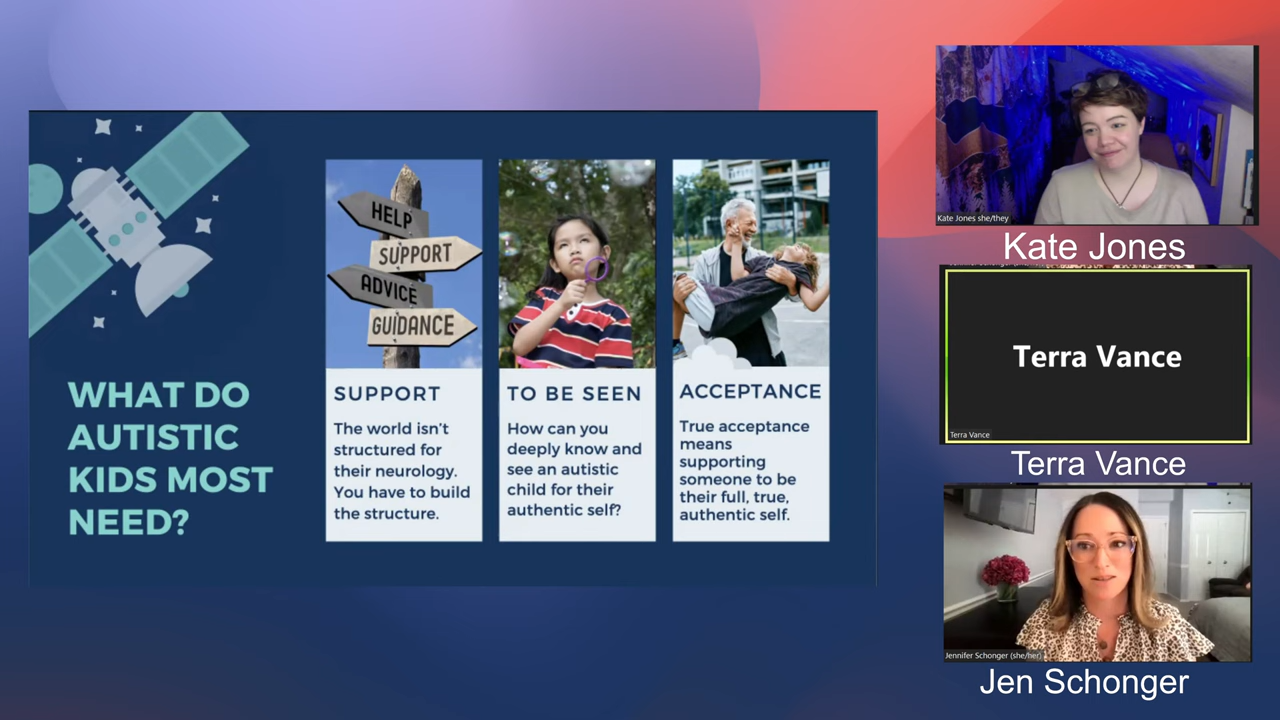 WHAT DO
AUTISTIC
KIDS MOST
NEED?
HELP
SUPPORT
ADVICE
GUIDANCE
SUPPORT
The world isn't
structured for
their neurology.
You have to build
the structure.
TO BE SEEN
How can you
deeply know and
see an autistic
child for their
authentic self?
ACCEPTANCE
True acceptance
means
supporting
someone to be
their full, true,
authentic self.
Kate Jones she/they
Kate Jones
Terra Vance
Terra Vance
Terra Vance
Jennifer Schonger (she/her)
Jen Schonger